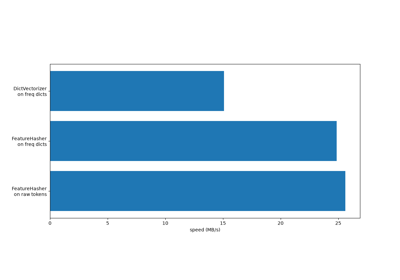 DictVectorizer
on freq dicts
FeatureHasher
on freq dicts
FeatureHasher
on raw tokens
0 5 10 15 20 25
speed (MB/s)